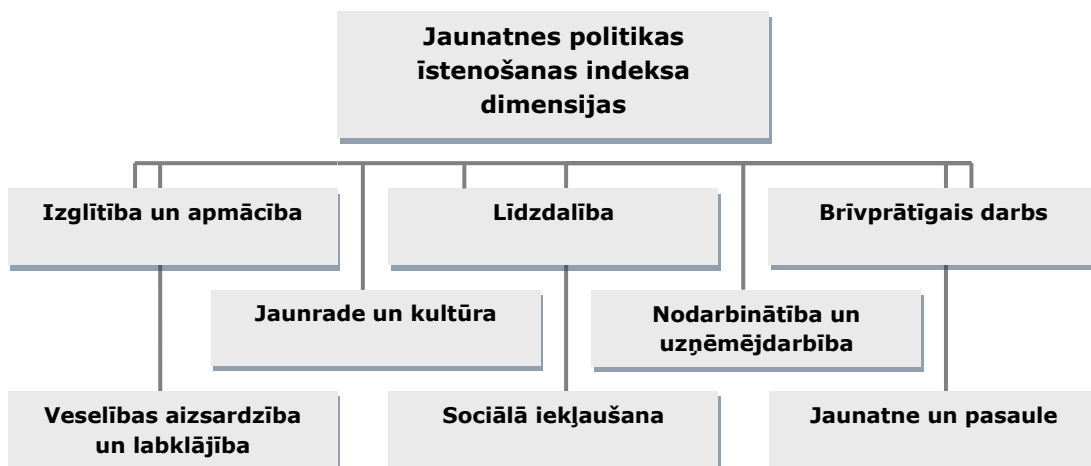 Jaunatnes politikas
īstenošanas indeksa
dimensijas
Izglītība un apmācība
Līdzdalība
Brīvprātīgais darbs
Jaunrade un kultūra
Nodarbinātība un
uzņēmējdarbība
Veselības aizsardzība
un labklājība
Sociālā iekļaušana
Jaunatne un pasaule